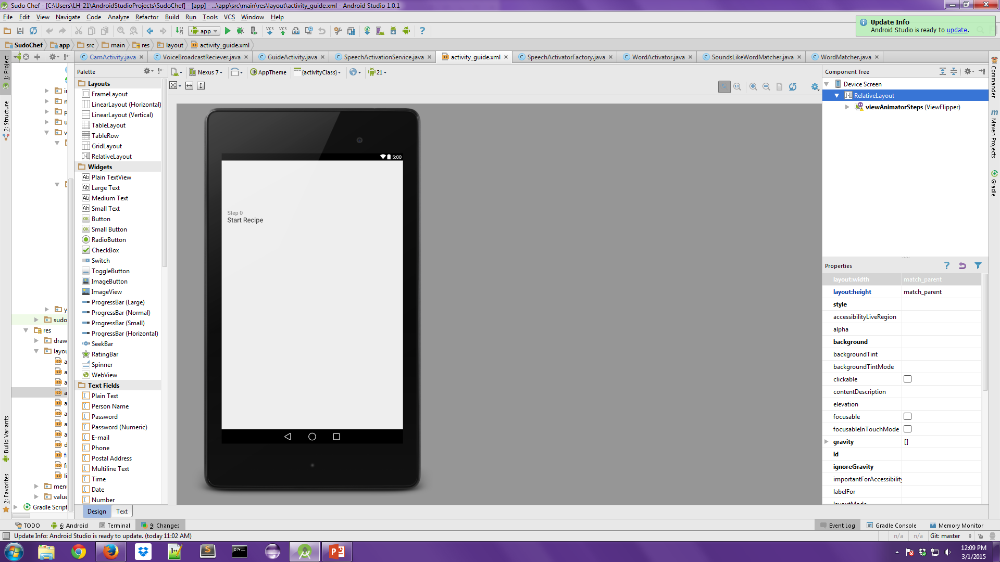 Sudo Chef - [C:\Users\LH-21\AndroidStudioProjects\SudoChef] - [app] - ...\app\src\main\res\layout\activity_guide.xml - Android Studio 1.0.1
File Edit View Navigate Code Analyze Refactor Build Run Tools VCS Window Help
Update Info
Android Studio is ready to update.
app
SudoChef app src main res layout activity_guide.xml
CamActivity.java VoiceBroadcastReciever.java GuideActivity.java SpeechActivationService.java activity_guide.xml SpeechActivatorFactory.java WordActivator.java SoundsLikeWordMatcher.java WordMatcher.java
1: Project
7: Structure
Build Variants
2: Favorites
sudo
res
draw
layou
menu
value
Gradle Script
Palette
Layouts
FrameLayout
LinearLayout (Horizontal)
LinearLayout (Vertical)
TableLayout
TableRow
GridLayout
RelativeLayout
Widgets
Plain TextView
Large Text
Medium Text
Small Text
Button
Small Button
RadioButton
CheckBox
Switch
ToggleButton
ImageButton
ImageView
ProgressBar (Large)
ProgressBar (Normal)
ProgressBar (Small)
ProgressBar (Horizontal)
SeekBar
RatingBar
Spinner
WebView
Text Fields
Plain Text
Person Name
Password
Password (Numeric)
E-mail
Phone
Postal Address
Multiline Text
Time
Date
Number
Nexus 7 AppTheme {activityClass} 21
5:00
Step 0
Start Recipe
Design Text
Component Tree
Device Screen
RelativeLayout
viewAnimatorSteps (ViewFlipper)
Properties
layout:width match_parent
layout:height match_parent
style
accessibilityLiveRegion
alpha
background
backgroundTint
backgroundTintMode
clickable
contentDescription
elevation
focusable
focusableInTouchMode
gravity []
id
ignoreGravity
importantForAccessibility
labelFor
layoutMode
Commander
Maven Projects
Gradle
TODO 6: Android Terminal 9: Changes Event Log Gradle Console Memory Monitor
Update Info: Android Studio is ready to update. (today 11:02 AM) n/a n/a Git: master
12:09 PM
3/1/2015